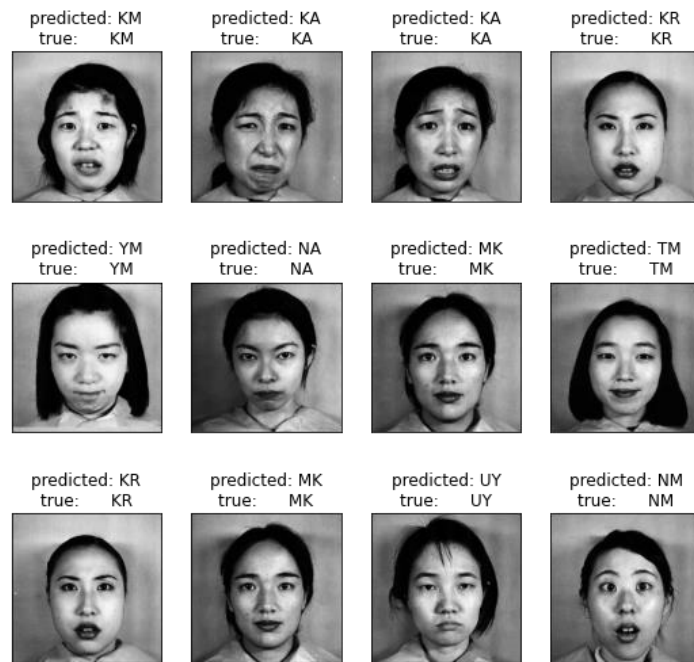 predicted: KM
true: KM
predicted: KA
true: KA
predicted: KA
true: KA
predicted: KR
true: KR
predicted: YM
true: YM
predicted: NA
true: NA
predicted: MK
true: MK
predicted: TM
true: TM
predicted: KR
true: KR
predicted: MK
true: MK
predicted: UY
true: UY
predicted: NM
true: NM